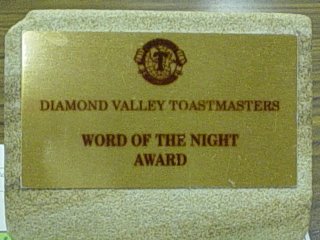 T
DIAMOND VALLEY TOASTMASTERS
WORD OF THE NIGHT
AWARD